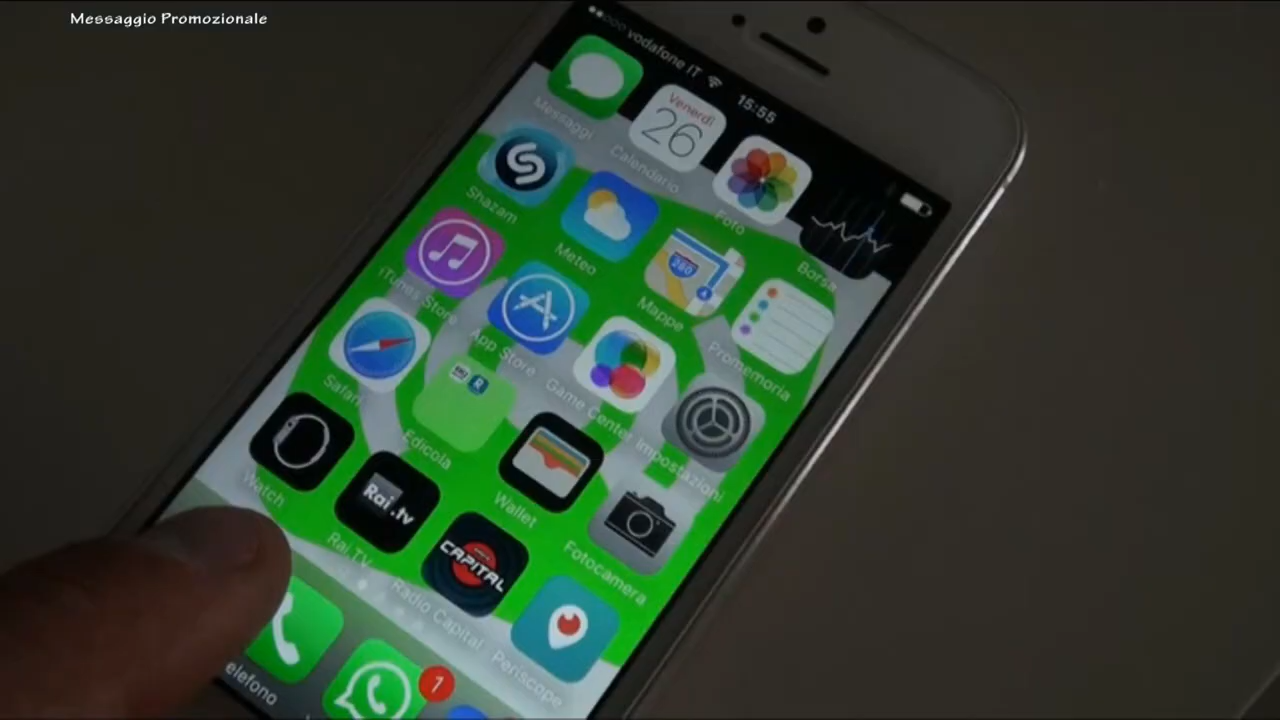 Messaggio Promozionale
vodafone IT
15:55
Messaggi
Venerdì
26
Calendario
Foto
Borsa
Shazam
Meteo
280
Mappe
Promemoria
iTunes Store
App Store
Game Center
Impostazioni
Safari
Edicola
Wallet
Fotocamera
Watch
Rai.tv
Rai.TV
CAPITAL
Radio Capital
Periscope
elefono
1